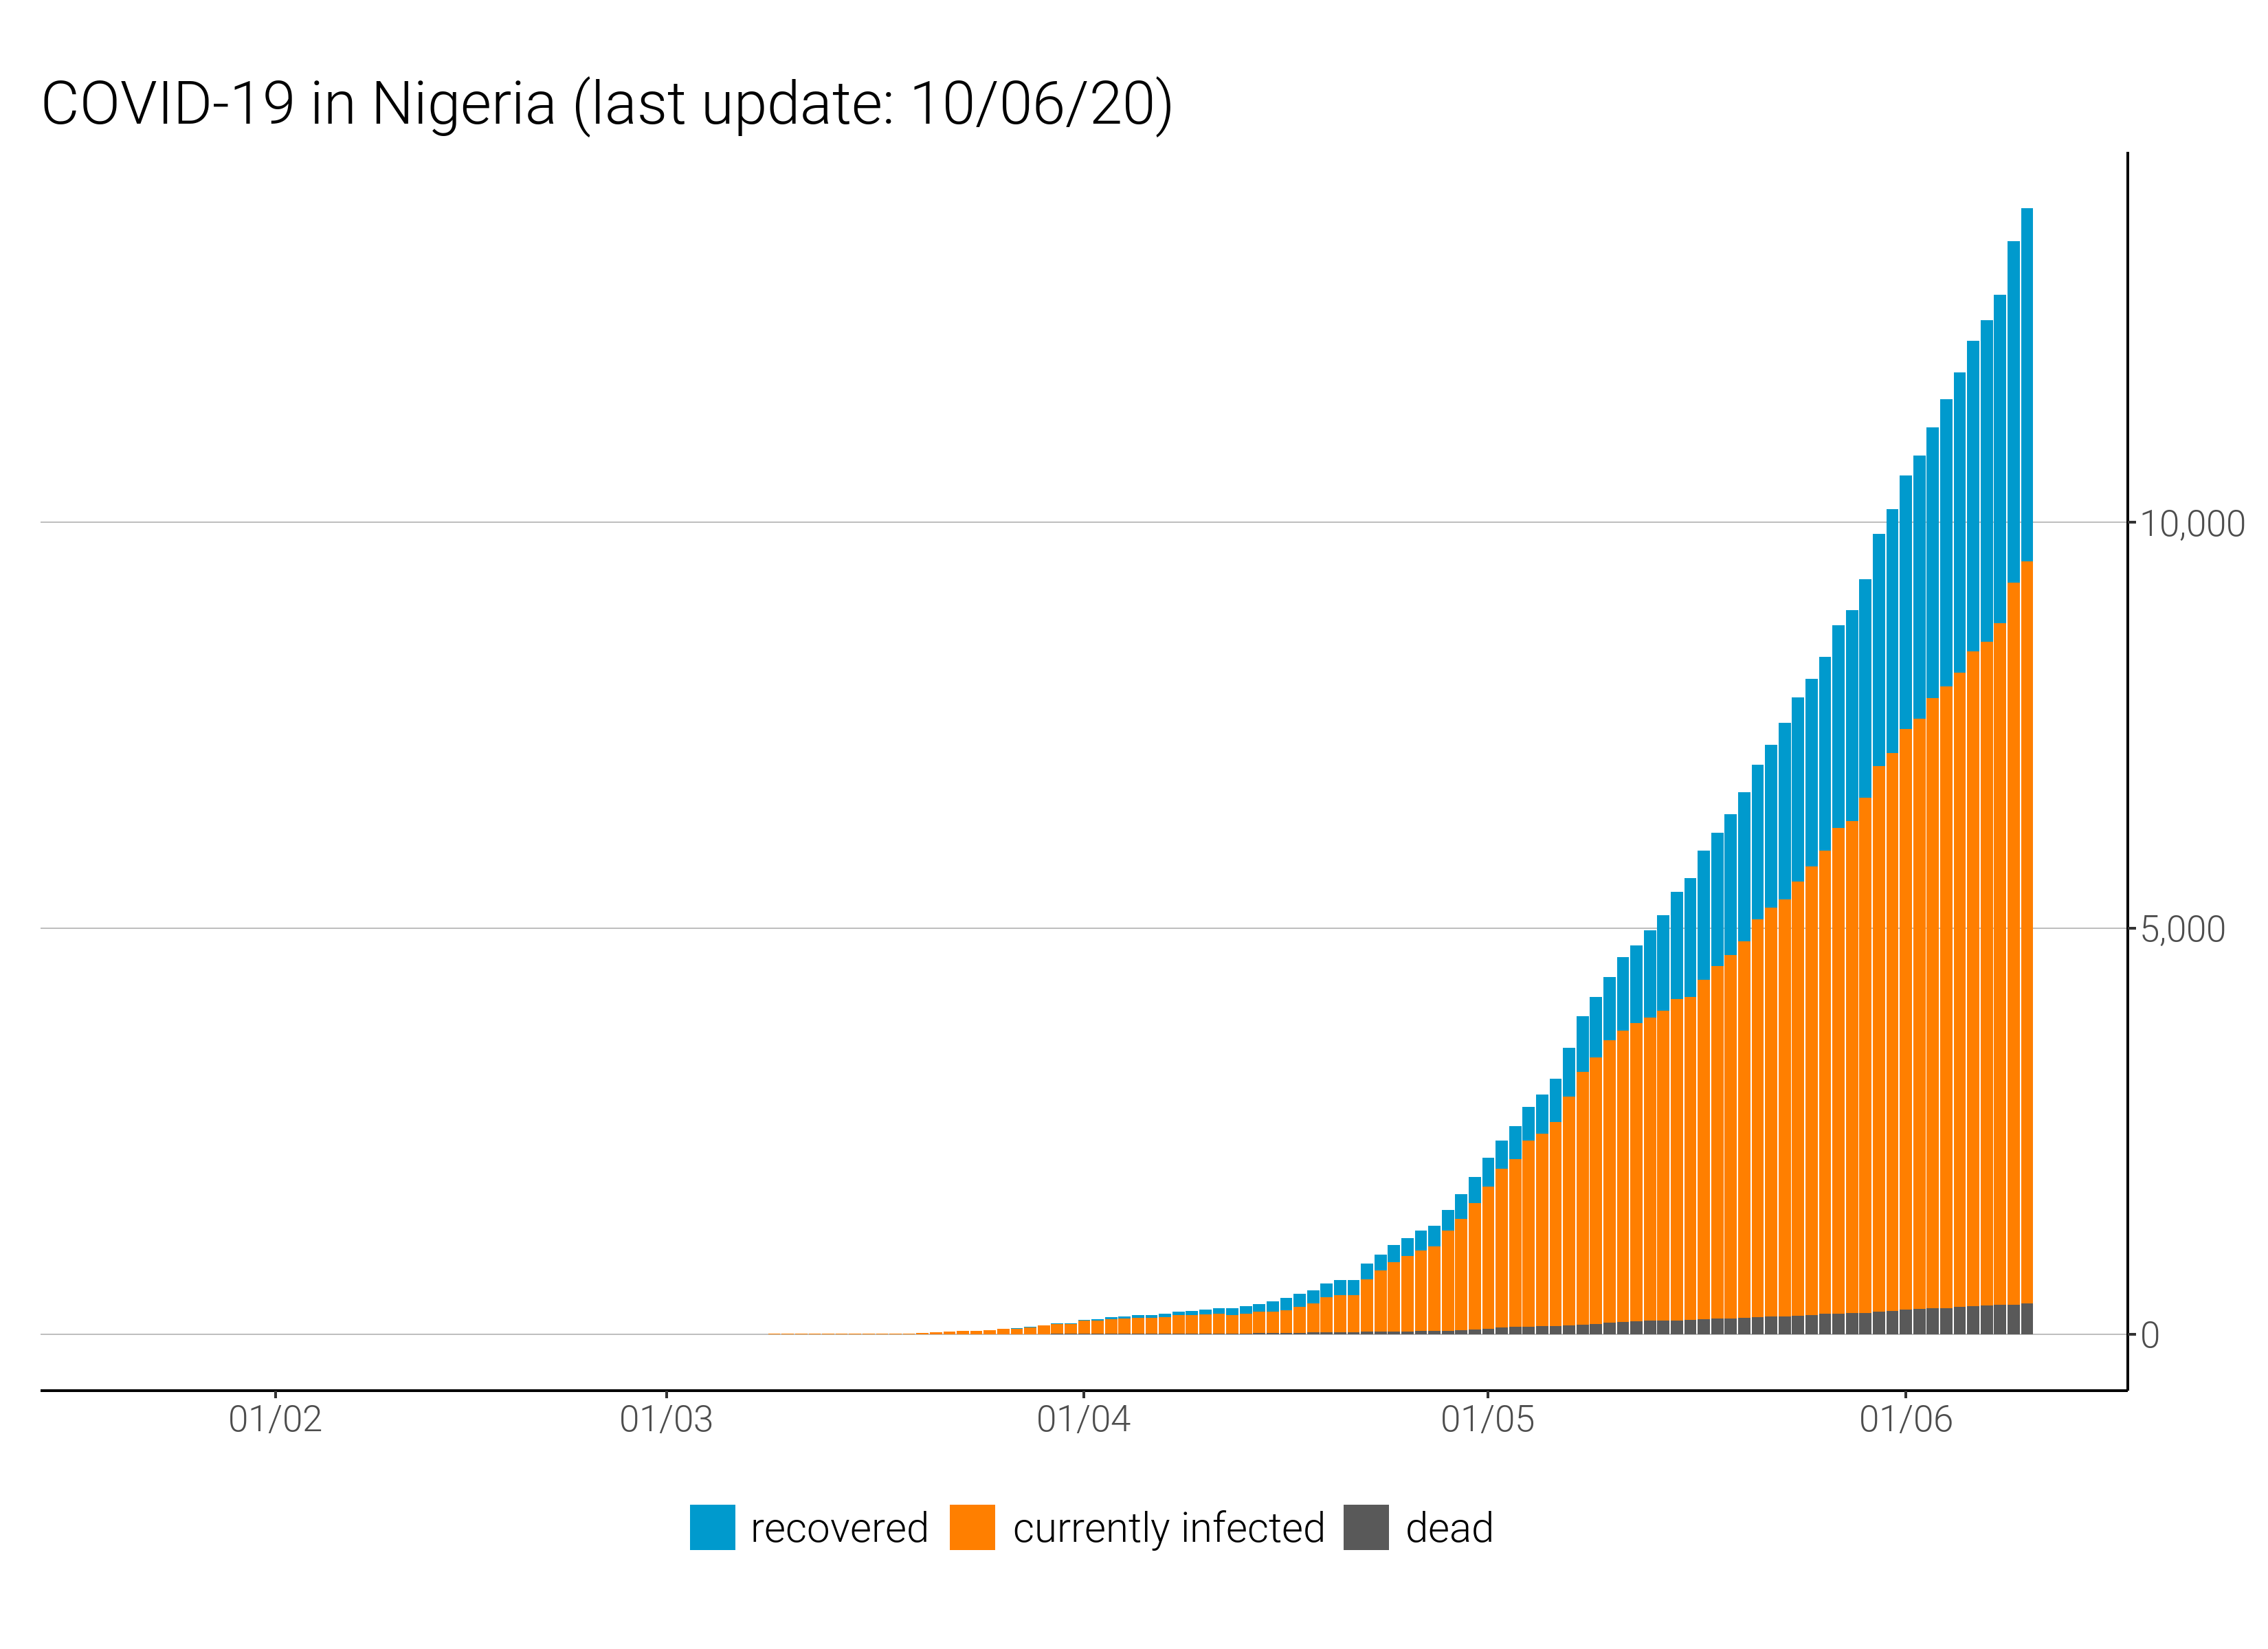 COVID-19 in Nigeria (last update: 10/06/20)
10,000
5,000
0
01/02 01/03 01/04 01/05 01/06
recovered currently infected dead